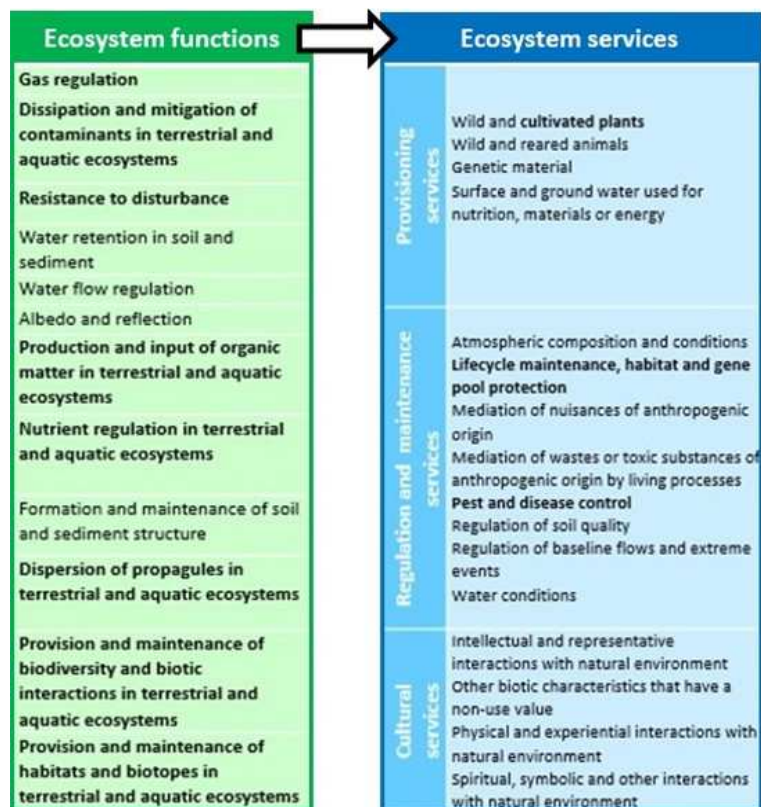 Ecosystem functions
Gas regulation
Dissipation and mitigation of
contaminants in terrestrial and
aquatic ecosystems
Resistance to disturbance
Water retention in soil and
sediment
Water flow regulation
Albedo and reflection
Production and input of organic
matter in terrestrial and aquatic
ecosystems
Nutrient regulation in terrestrial
and aquatic ecosystems
Formation and maintenance of soil
and sediment structure
Dispersion of propagules in
terrestrial and aquatic ecosystems
Provision and maintenance of
biodiversity and biotic
interactions in terrestrial and
aquatic ecosystems
Provision and maintenance of
habitats and biotopes in
terrestrial and aquatic ecosystems
Ecosystem services
Provisioning
services
Wild and cultivated plants
Wild and reared animals
Genetic material
Surface and ground water used for
nutrition, materials or energy
Regulation and maintenance
services
Atmospheric composition and conditions
Lifecycle maintenance, habitat and gene
pool protection
Mediation of nuisances of anthropogenic
origin
Mediation of wastes or toxic substances of
anthropogenic origin by living processes
Pest and disease control
Regulation of soil quality
Regulation of baseline flows and extreme
events
Water conditions
Cultural
services
Intellectual and representative
interactions with natural environment
Other biotic characteristics that have a
non-use value
Physical and experiential interactions with
natural environment
Spiritual, symbolic and other interactions
with natural environment